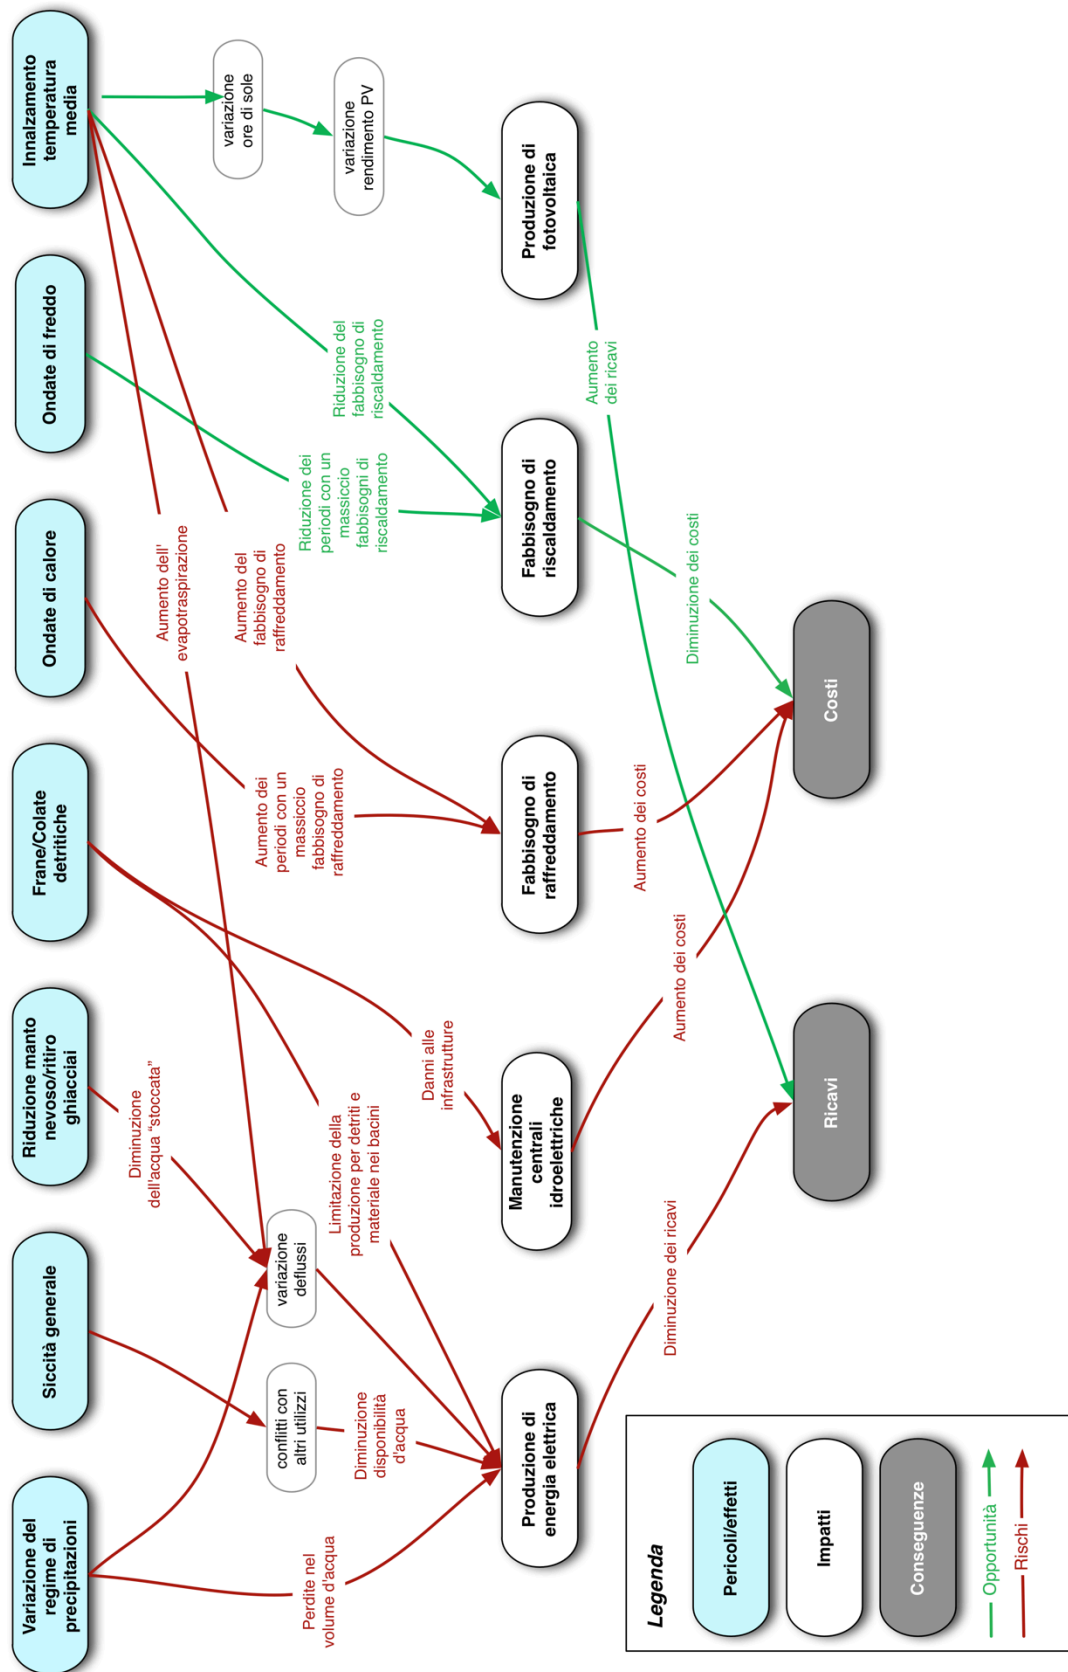 Variazione del
regime di
precipitazioni
Siccità generale
Riduzione manto
nevoso/ritiro
ghiacciai
Frane/Colate
detritiche
Ondate di calore
Ondate di freddo
Innalzamento
temperatura
media
variazione
ore di sole
variazione
rendimento PV
Aumento dell'
evapotraspirazione
Diminuzione
dell'acqua "stoccata"
Aumento del
fabbisogno di
raffreddamento
Aumento dei
periodi con un
massiccio
fabbisogno di
raffreddamento
Riduzione dei
periodi con un
massiccio
fabbisogni di
riscaldamento
Riduzione del
fabbisogno di
riscaldamento
conflitti con
altri utilizzi
variazione
deflussi
Perdite nel
volume d'acqua
Diminuzione
disponibilità
d'acqua
Limitazione della
produzione per detriti e
materiale nei bacini
Danni alle
infrastrutture
Produzione di
energia elettrica
Manutenzione
centrali
idroelettriche
Fabbisogno di
raffreddamento
Fabbisogno di
riscaldamento
Produzione di
fotovoltaica
Diminuzione dei ricavi
Aumento dei costi
Aumento dei costi
Diminuzione dei costi
Aumento
dei ricavi
Ricavi
Costi
Legenda
Pericoli/effetti
Impatti
Conseguenze
Opportunità
Rischi